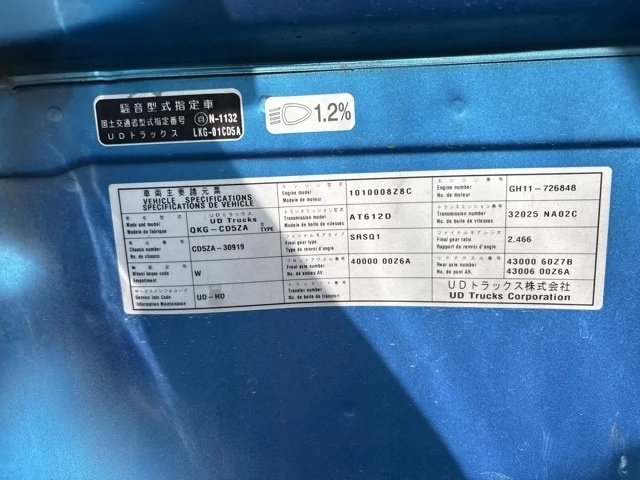 騒音型式指定車
国土交通省型式指定番号 自 N-1132
UDトラックス LKG-01CD5A
1.2%
車両主要諸元表
VEHICLE SPECIFICATIONS
SPECIFICATIONS DE VEHICLE
車名型式
Make and model
Modele de fabrique
UDトラックス
UD Trucks
QKG-CD5ZA
型
TYPE
車台番号
Chassis number
No. de chassis
CD5ZA-30919
Wheel base code
Empattement
W
サービスインフォコード
Service info Code
Information Maintenance
UD-HD
エンジン型式
Engine model
Modele de moteur
1010008Z8C
トランスミッション型式
Transmission model
Modele de boite de vitesses
AT612D
ファイナルギアタイプ
Final gear type
Type de renvoi d'angle
SRSQ1
フロントアクスル番号
Front axle number
No. de essieu AV.
40000 00Z6A
トランスファ番号
Transfer number
No. de boite de transfert
エンジン番号
Engine number
No. de moteur
GH11-726848
トランスミッション番号
Transmission number
No. de boite de vitesses
32025 NA02C
ファイナルギアレシオ
Final gear ratio
Rapport de renvoi d'angle
2.466
リアアクスル番号
Rear axle number
No. de pont AR.
43000 60Z7B
43006 00Z6A
UDトラックス株式会社
UD Trucks Corporation